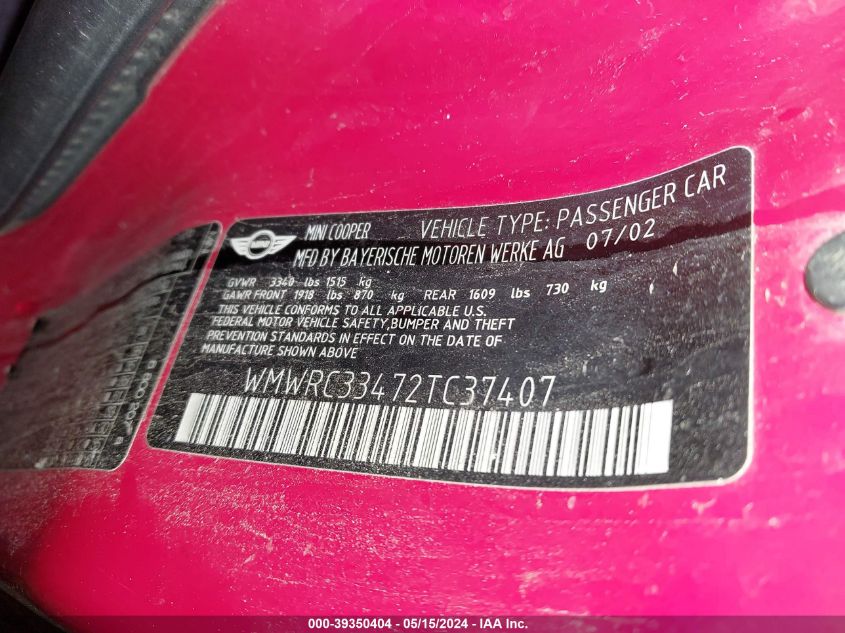 MINI COOPER VEHICLE TYPE: PASSENGER CAR
MFD BY BAYERISCHE MOTOREN WERKE AG 07/02
GVWR 3340 lbs 1515 kg
GAWR FRONT 1918 lbs 870 kg REAR 1609 lbs 730 kg
THIS VEHICLE CONFORMS TO ALL APPLICABLE U.S.
FEDERAL MOTOR VEHICLE SAFETY,BUMPER AND THEFT
PREVENTION STANDARDS IN EFFECT ON THE DATE OF
MANUFACTURE SHOWN ABOVE
WMWRC33472TC37407
000-39350404 - 05/15/2024 - IAA Inc.